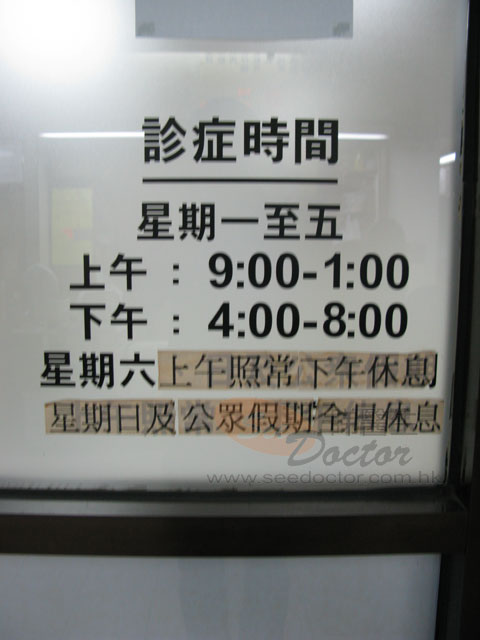 診症時間
星期一至五
上午 : 9:00-1:00
下午 : 4:00-8:00
星期六上午照常下午休息
星期日及公眾假期全日休息
Doctor
www.seedoctor.com.hk